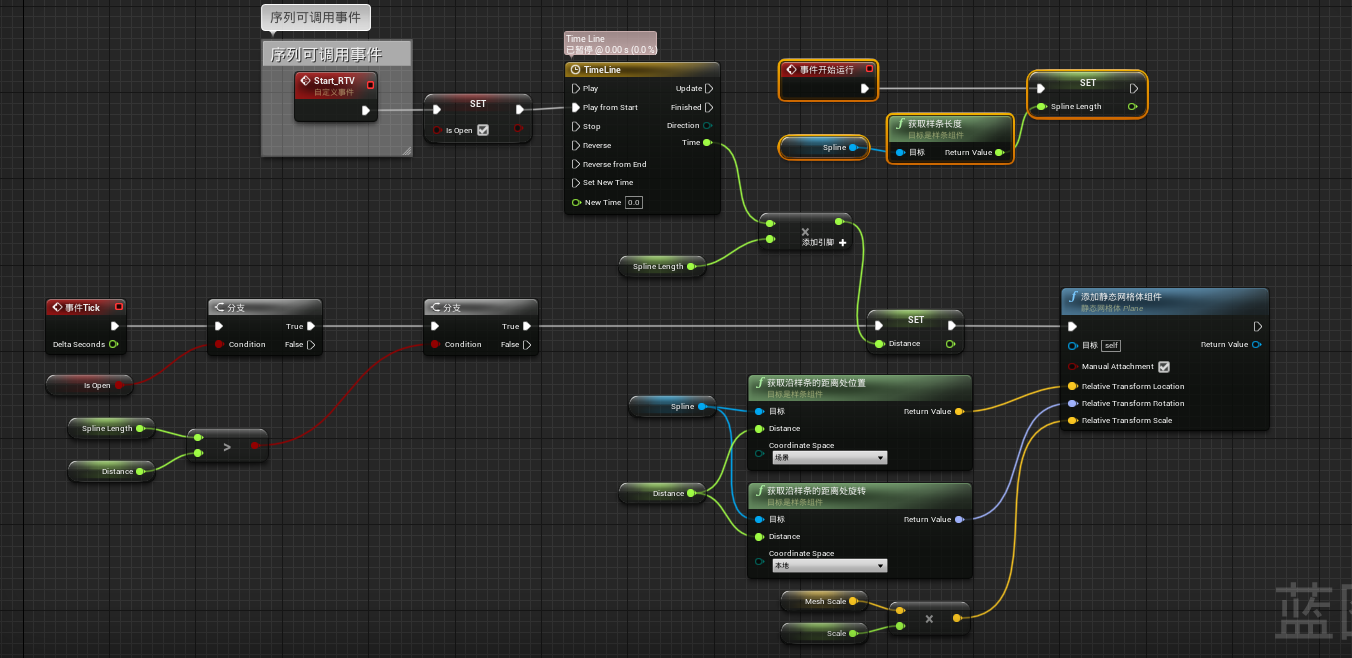 序列可调用事件
序列可调用事件
Start_RTV
自定义事件
SET
Is Open
Time Line
已暂停 @ 0.00 s (0.0 %)
TimeLine
Play
Update
Play from Start
Finished
Stop
Direction
Reverse
Time
Reverse from End
Set New Time
New Time
0.0
事件开始运行
SET
Spline Length
获取样条长度
目标是样条组件
Spline
目标
Return Value
×
添加引脚
Spline Length
事件Tick
Delta Seconds
分支
True
Condition
False
分支
True
Condition
False
Is Open
SET
Distance
添加静态网格体组件
静态网格体 Plane
目标
self
Return Value
Manual Attachment
Relative Transform Location
Relative Transform Rotation
Relative Transform Scale
Spline Length
Distance
>
Spline
获取沿样条的距离处位置
目标是样条组件
目标
Return Value
Distance
Coordinate Space
场景
Distance
获取沿样条的距离处旋转
目标是样条组件
目标
Return Value
Distance
Coordinate Space
本地
Mesh Scale
Scale
×
蓝